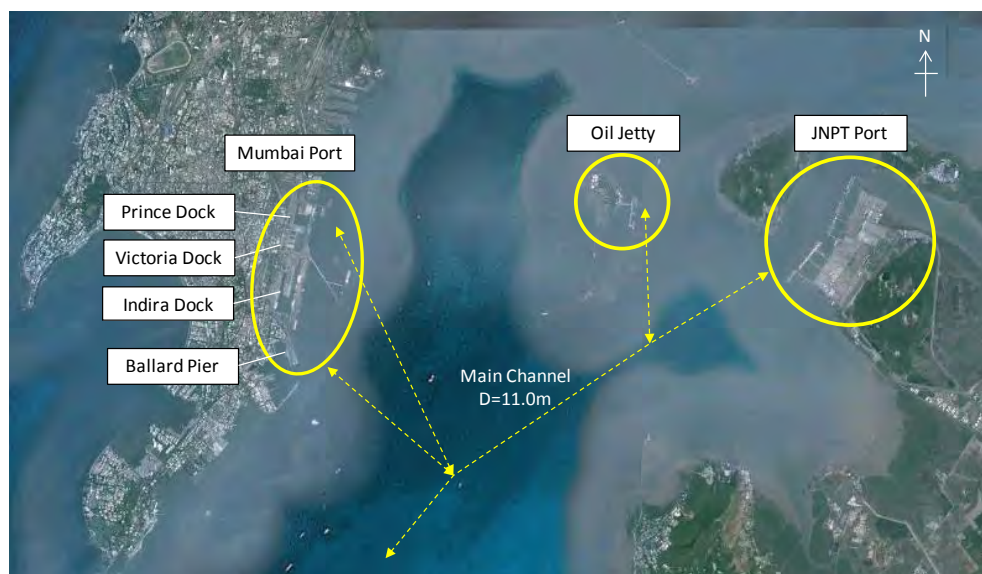 N
Oil Jetty
JNPT Port
Mumbai Port
Prince Dock
Victoria Dock
Indira Dock
Ballard Pier
Main Channel
D=11.0m